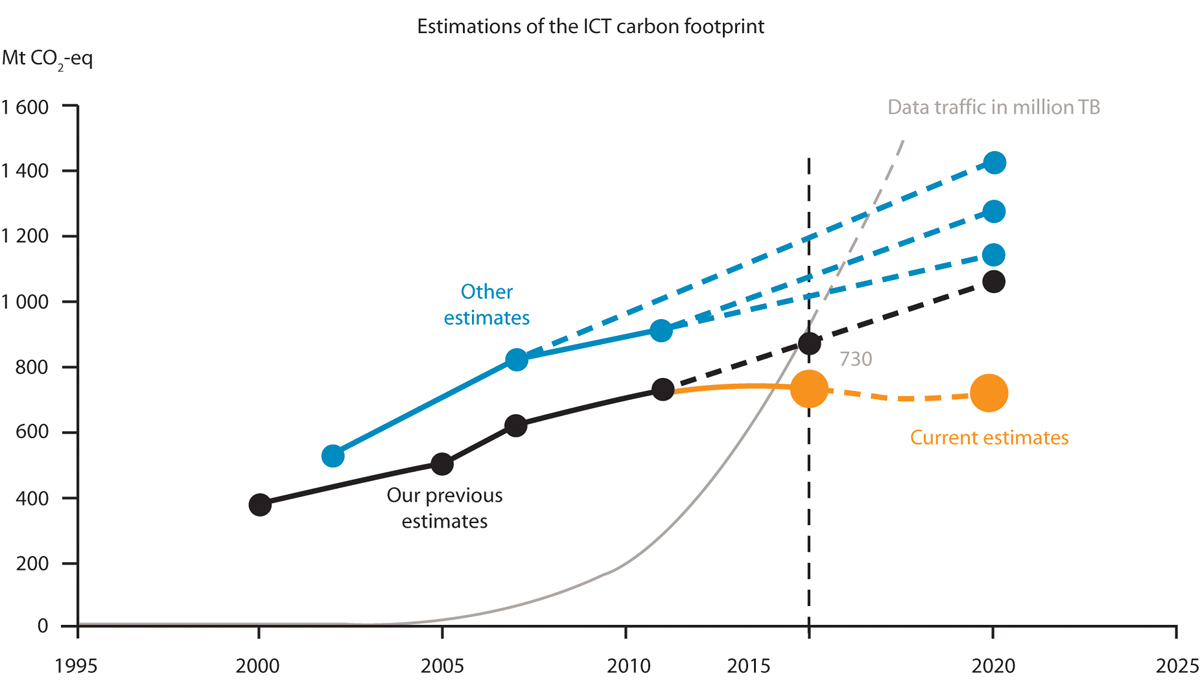 Estimations of the ICT carbon footprint
Mt CO₂-eq
1 600
Data traffic in million TB
1 400
1 200
Other
estimates
1 000
800
730
600
Current estimates
Our previous
estimates
400
200
0
1995
2000
2005
2010
2015
2020
2025